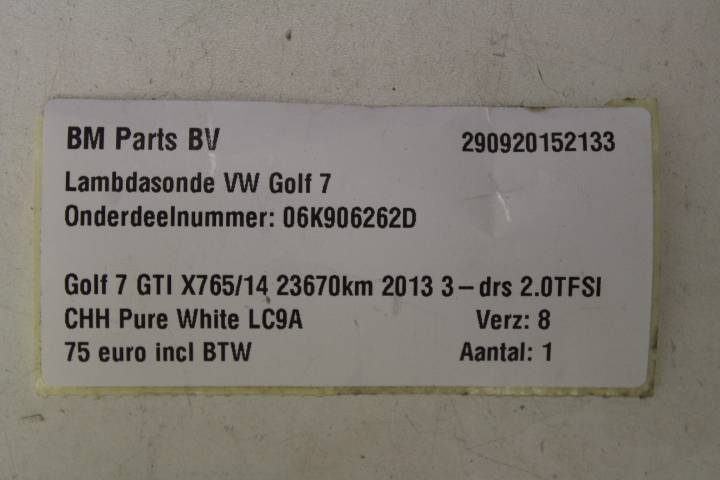 BM Parts BV 290920152133
Lambdasonde VW Golf 7
Onderdeelnummer: 06K906262D
Golf 7 GTI X765/14 23670km 2013 3-drs 2.0TFSI
CHH Pure White LC9A Verz: 8
75 euro incl BTW Aantal: 1